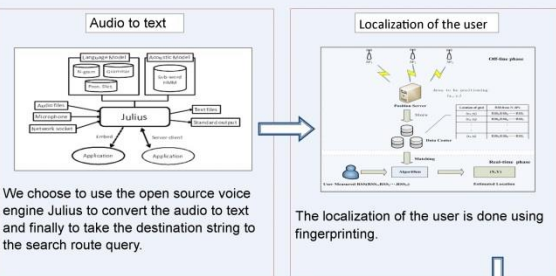 Audio to text
Language Model
Acoustic Model
N-gram
Grammar
Sub-word HMM
Audio files
Microphone
Network socket
Julius
Text files
Standard output
Embed
Server-client
Application
Application
We choose to use the open source voice
engine Julius to convert the audio to text
and finally to take the destination string to
the search route query.
Localization of the user
Off-line phase
Position Server
Store
Data Center
Matching
Real-time phase
Algorithm
(X,Y)
Estimated Location
The localization of the user is done using
fingerprinting.